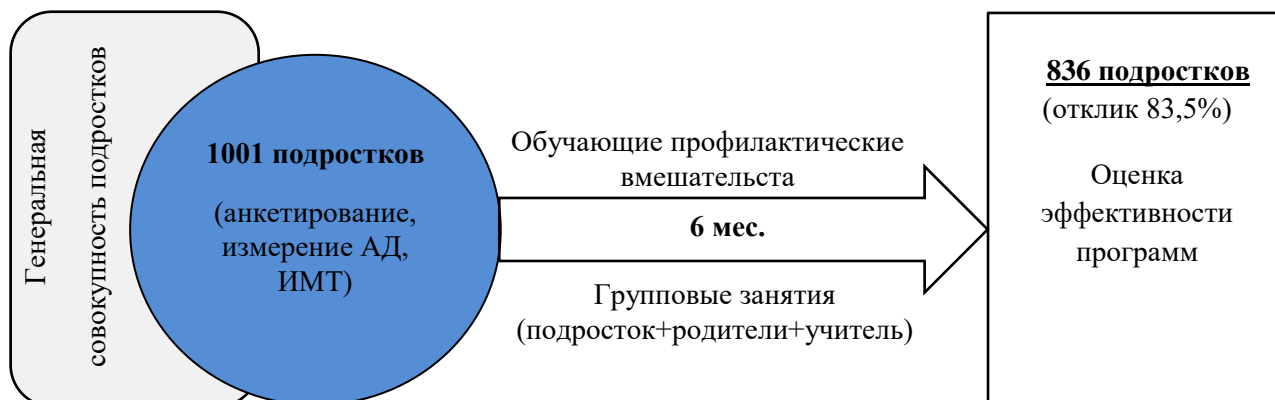 Генеральная
совокупность подростков
1001 подростков
(анкетирование,
измерение АД,
ИМТ)
Обучающие профилактические
вмешательста
6 мес.
Групповые занятия
(подросток+родители+учитель)
836 подростков
(отклик 83,5%)
Оценка
эффективности
программ